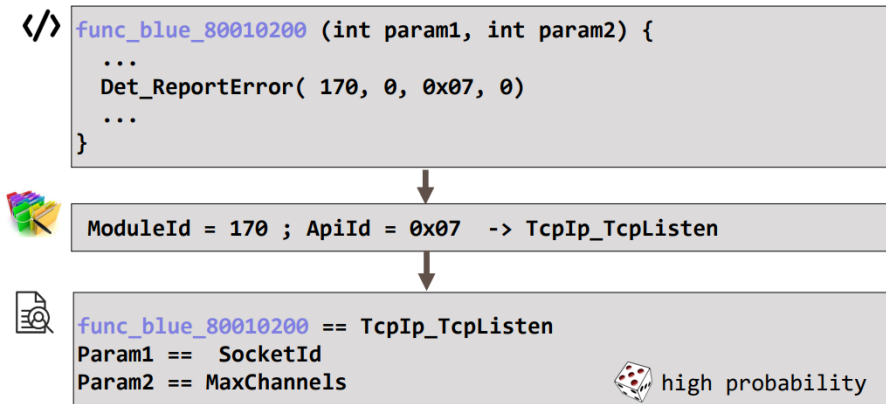 </>
func_blue_80010200 (int param1, int param2) {
...
Det_ReportError( 170, 0, 0x07, 0)
...
}
ModuleId = 170 ; ApiId = 0x07 -> TcpIp_TcpListen
func_blue_80010200 == TcpIp_TcpListen
Param1 == SocketId
Param2 == MaxChannels
high probability